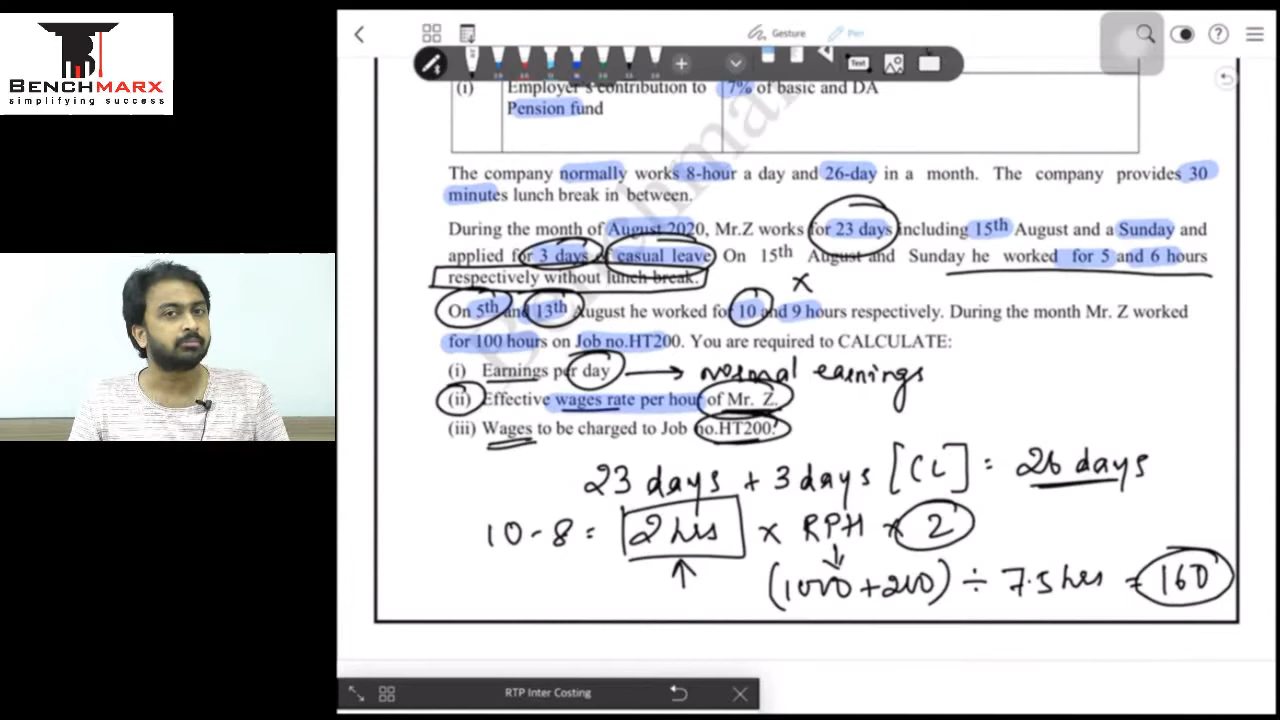 BENCHMARX
simplifying success
Gesture
Pen
Text
(i) Employer's contribution to 7% of basic and DA
Pension fund
The company normally works 8-hour a day and 26-day in a month. The company provides 30
minutes lunch break in between.
During the month of August 2020, Mr.Z works for 23 days including 15th August and a Sunday and
applied for 3 days of casual leave. On 15th August and Sunday he worked for 5 and 6 hours
respectively without lunch break.
X
On 5th and 13th August he worked for 10 and 9 hours respectively. During the month Mr. Z worked
for 100 hours on Job no.HT200. You are required to CALCULATE:
(i) Earnings per day → normal earnings
(ii) Effective wages rate per hour of Mr. Z.
(iii) Wages to be charged to Job no.HT200.
23 days + 3 days [CL] = 26 days
10 - 8 = 2 hrs x RPH x 2
(1000+200) ÷ 7.5 hrs = 160
RTP Inter Costing